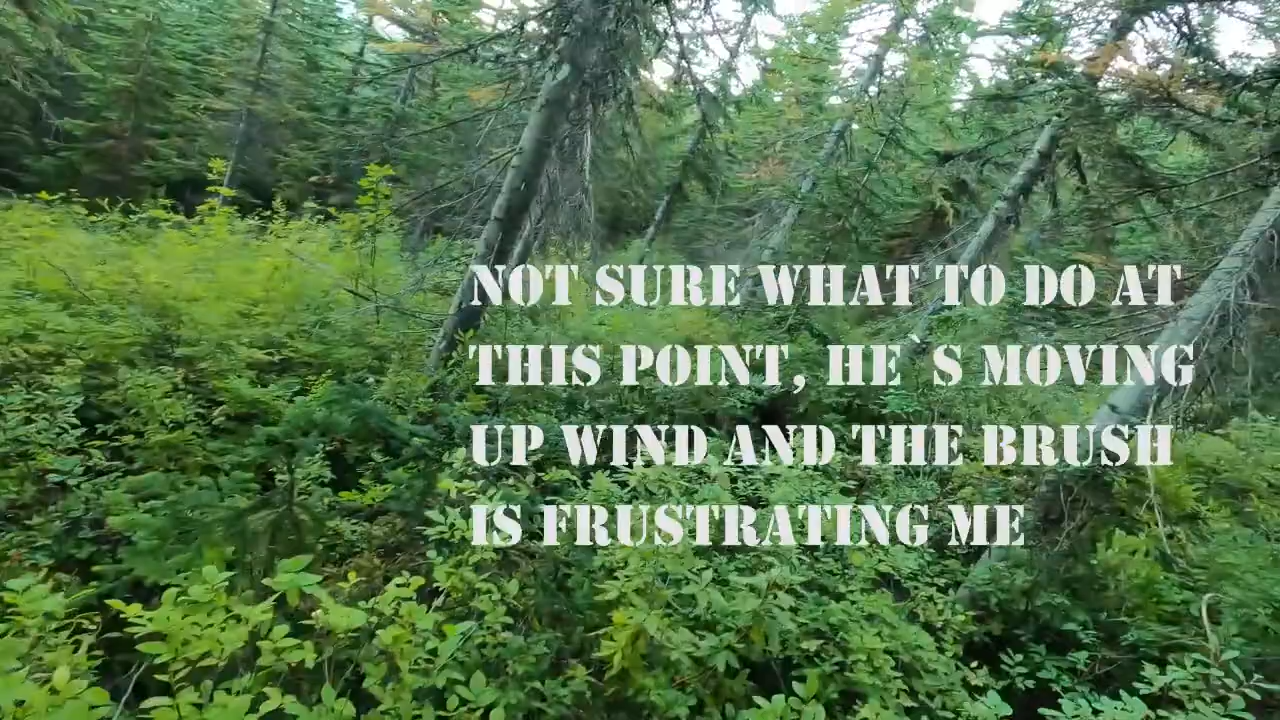 NOT SURE WHAT TO DO AT
THIS POINT, HE`S MOVING
UP WIND AND THE BRUSH
IS FRUSTRATING ME